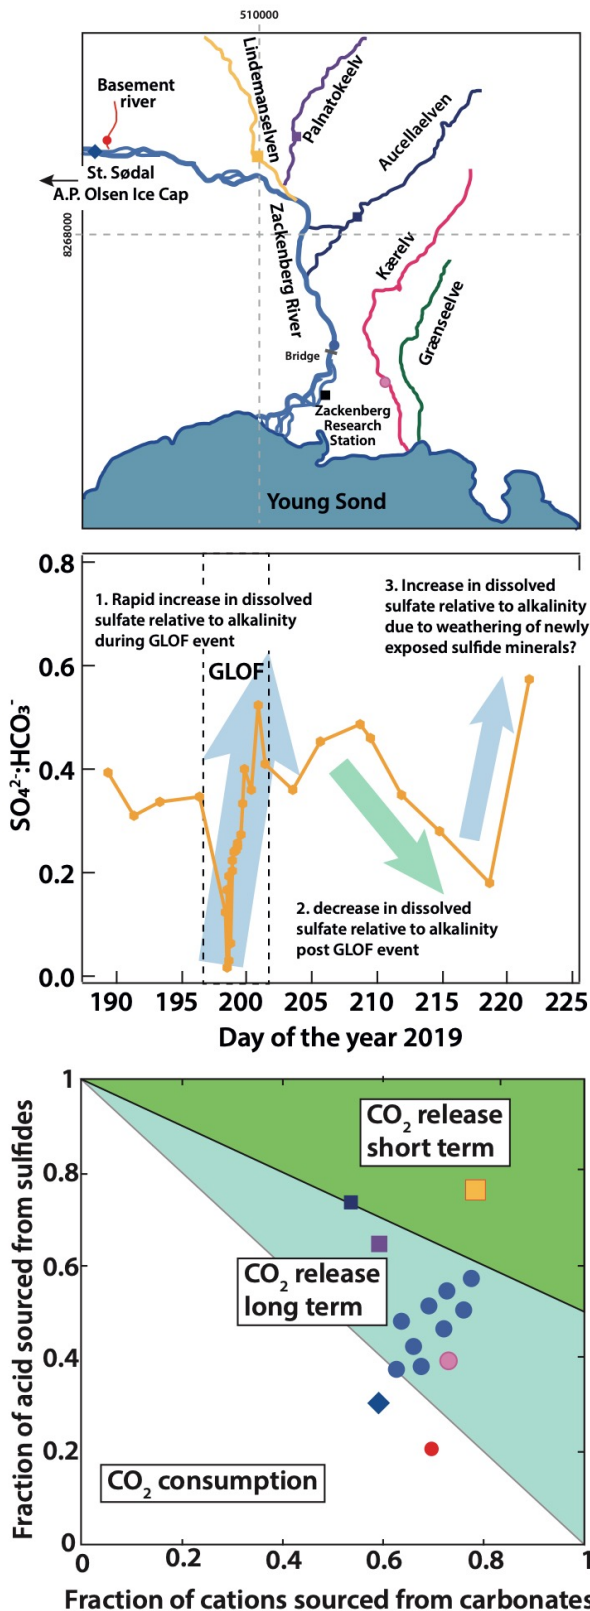 510000
Lindemanselven
Palnatokeelv
Basement
river
Aucellaelven
St. Sødal
A.P. Olsen Ice Cap
8268000
Zackenberg River
Kærelv
Grænseelve
Bridge
Zackenberg
Research
Station
Young Sond
0.8
1. Rapid increase in dissolved
sulfate relative to alkalinity
during GLOF event
3. Increase in dissolved
sulfate relative to alkalinity
due to weathering of newly
exposed sulfide minerals?
GLOF
0.6
SO₄²⁻:HCO₃⁻
0.4
0.2
2. decrease in dissolved
sulfate relative to alkalinity
post GLOF event
0.0
190 195 200 205 210 215 220 225
Day of the year 2019
1
CO₂ release
short term
0.8
Fraction of acid sourced from sulfides
0.6
CO₂ release
long term
0.4
0.2
CO₂ consumption
0
0 0.2 0.4 0.6 0.8 1
Fraction of cations sourced from carbonates